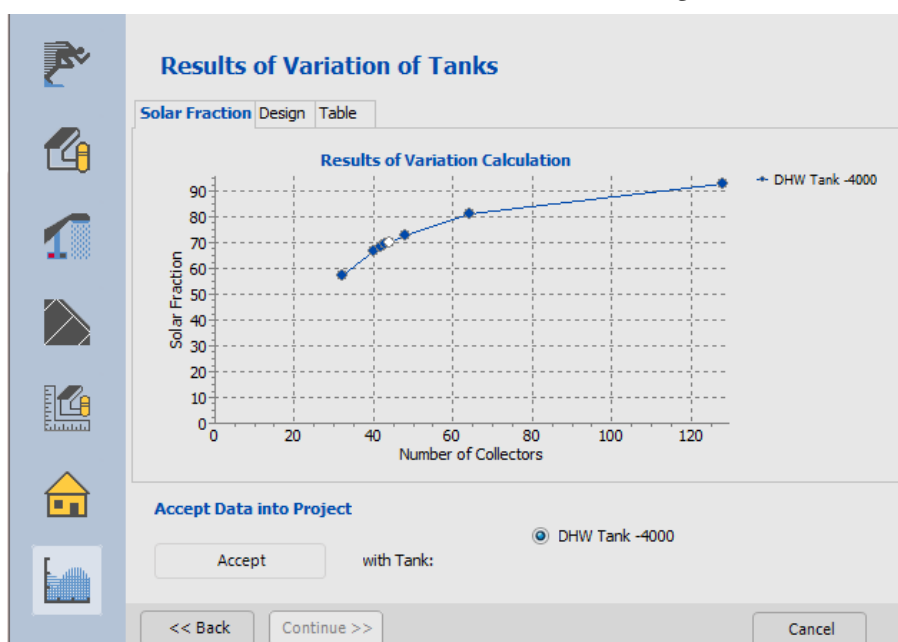 Results of Variation of Tanks
Solar Fraction Design Table
Results of Variation Calculation
DHW Tank -4000
Solar Fraction
90
80
70
60
50
40
30
20
10
0
0 20 40 60 80 100 120
Number of Collectors
Accept Data into Project
DHW Tank -4000
Accept with Tank:
<< Back Continue >> Cancel